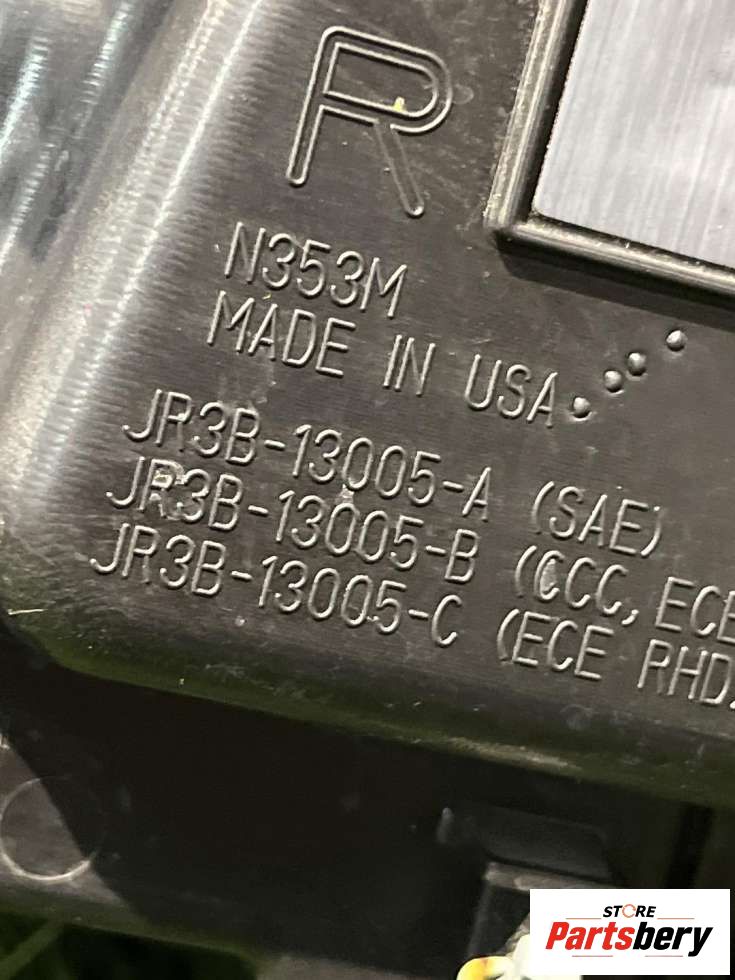 R
N353M
MADE IN USA
JR3B-13005-A (SAE)
JR3B-13005-B (CCC, ECE
JR3B-13005-C (ECE RHD
STORE
Partsbery